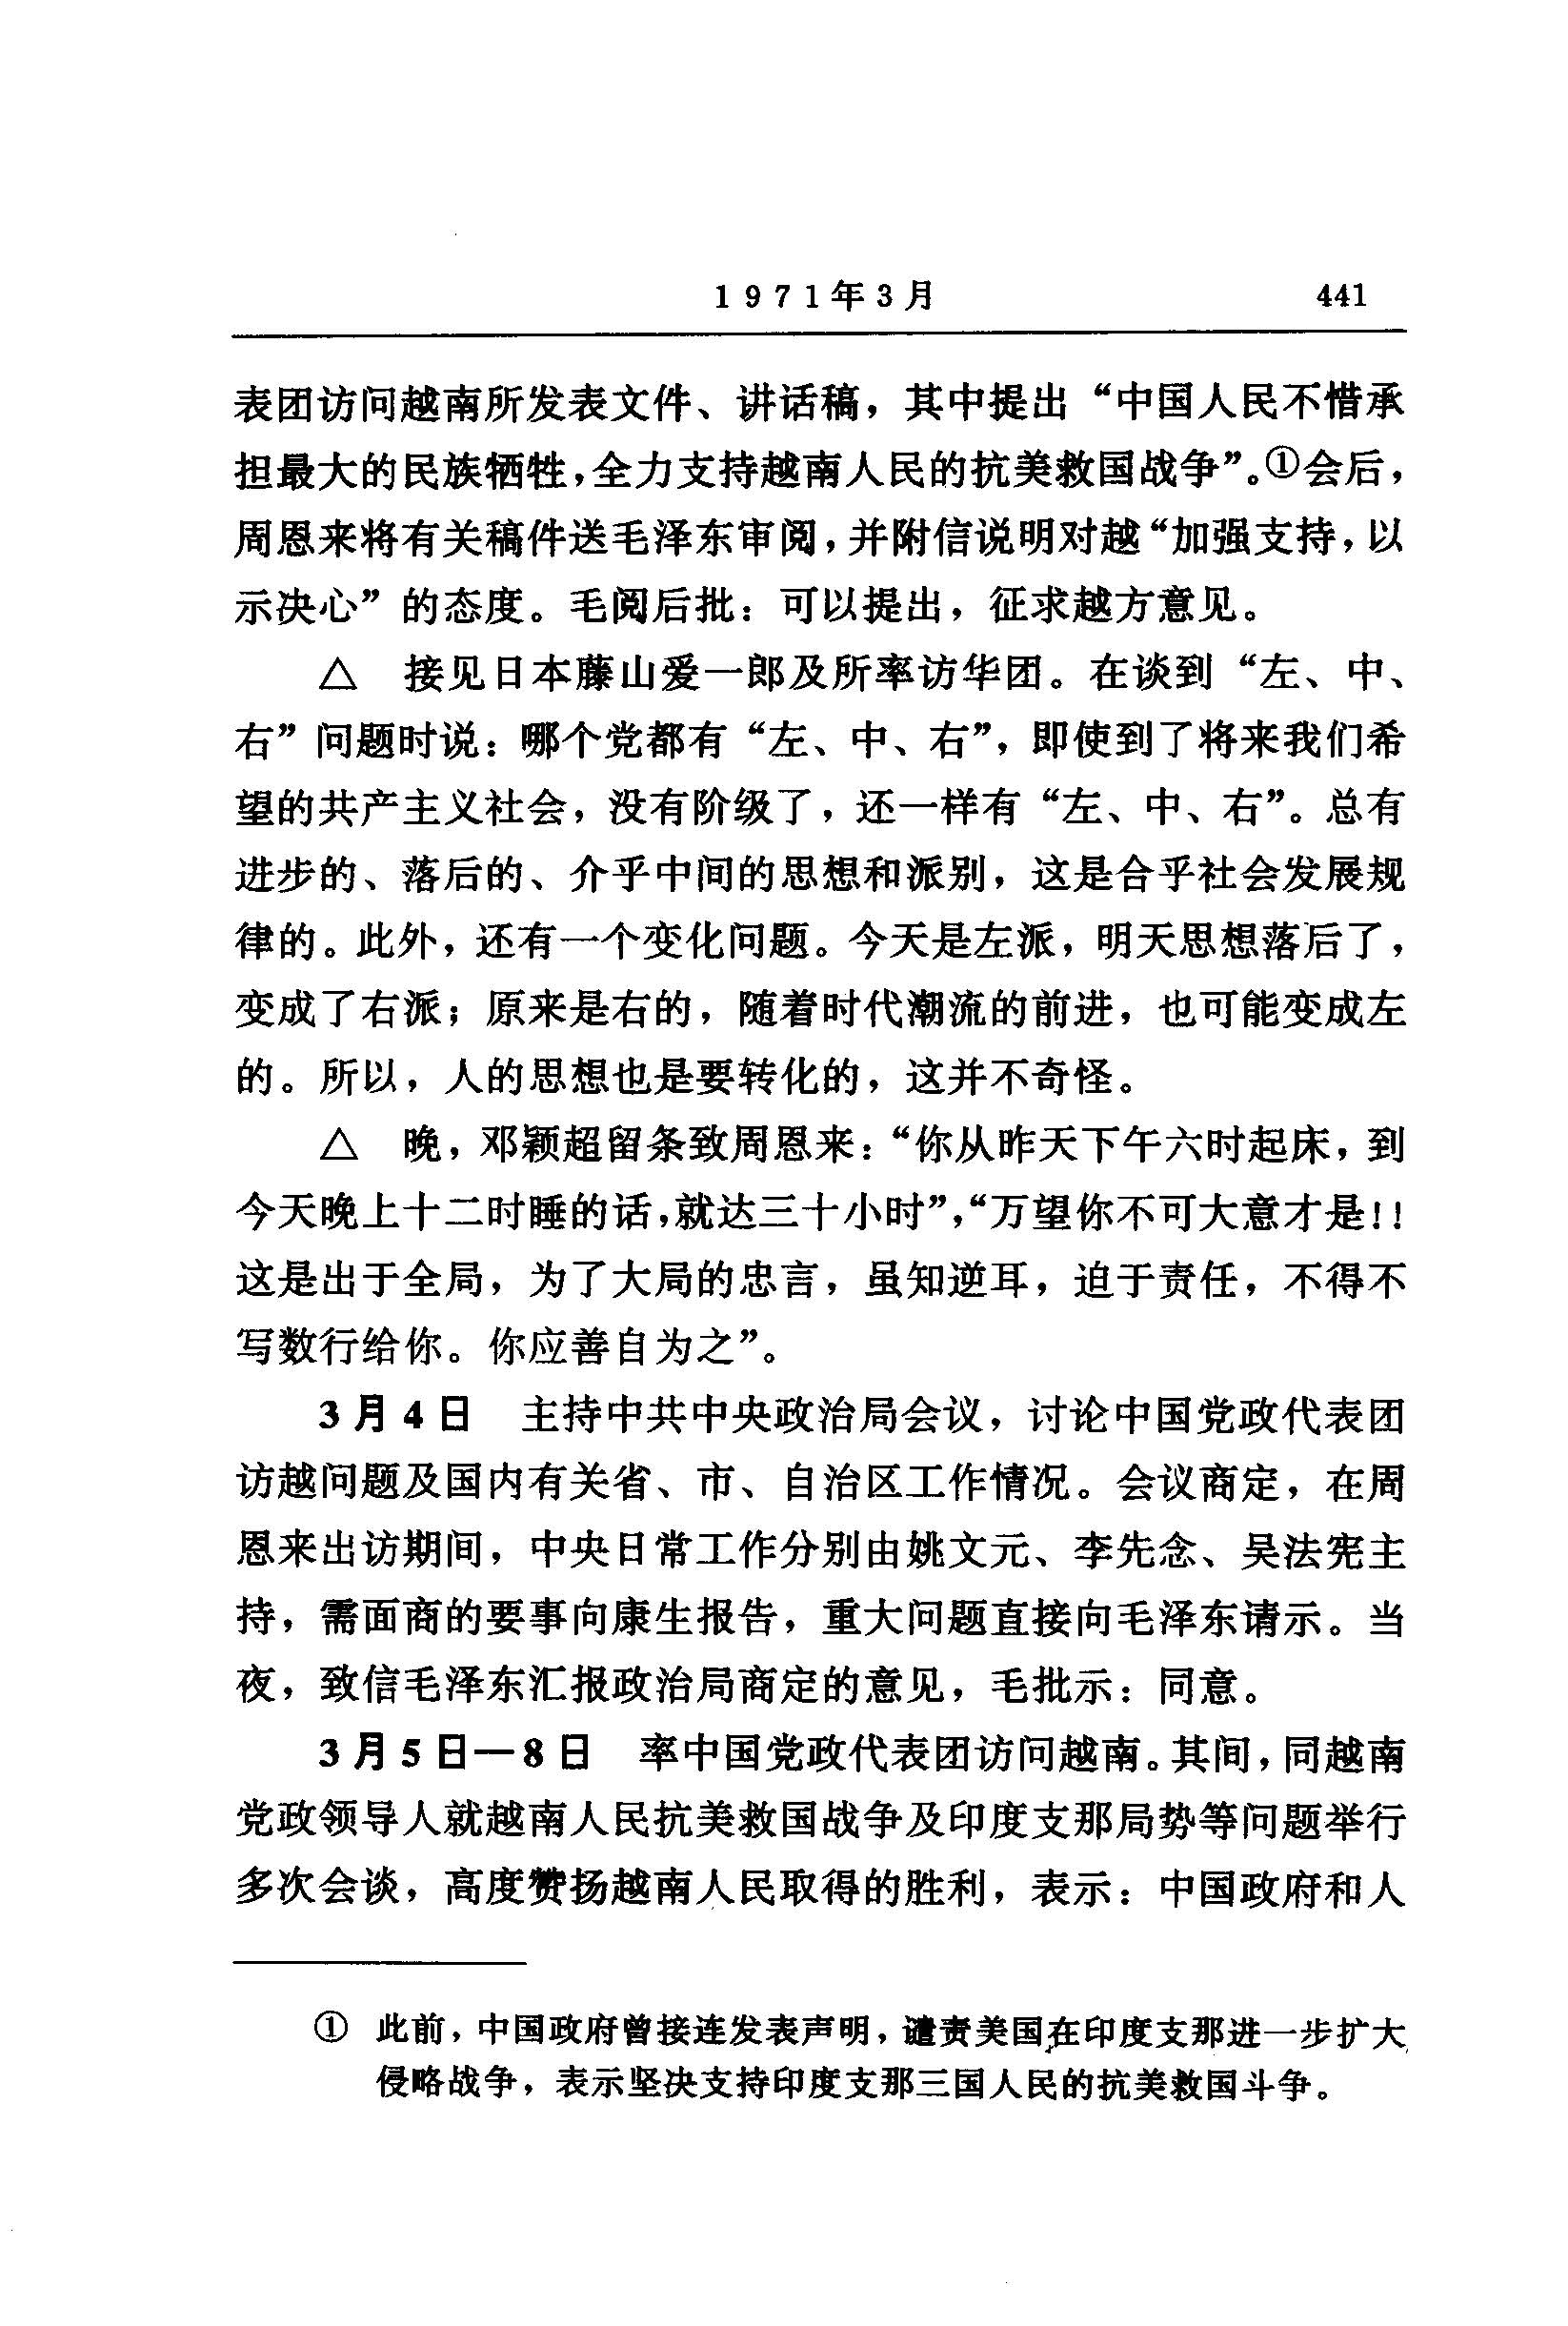 1971年3月 441
表团访问越南所发表文件、讲话稿，其中提出“中国人民不惜承
担最大的民族牺牲，全力支持越南人民的抗美救国战争”。①会后，
周恩来将有关稿件送毛泽东审阅，并附信说明对越“加强支持，以
示决心”的态度。毛阅后批：可以提出，征求越方意见。
△ 接见日本藤山爱一郎及所率访华团。在谈到“左、中、
右”问题时说：哪个党都有“左、中、右”，即使到了将来我们希
望的共产主义社会，没有阶级了，还一样有“左、中、右”。总有
进步的、落后的、介乎中间的思想和派别，这是合乎社会发展规
律的。此外，还有一个变化问题。今天是左派，明天思想落后了，
变成了右派；原来是右的，随着时代潮流的前进，也可能变成左
的。所以，人的思想也是要转化的，这并不奇怪。
△ 晚，邓颖超留条致周恩来：“你从昨天下午六时起床，到
今天晚上十二时睡的话，就达三十小时”，“万望你不可大意才是！！
这是出于全局，为了大局的忠言，虽知逆耳，迫于责任，不得不
写数行给你。你应善自为之”。
3月4日 主持中共中央政治局会议，讨论中国党政代表团
访越问题及国内有关省、市、自治区工作情况。会议商定，在周
恩来出访期间，中央日常工作分别由姚文元、李先念、吴法宪主
持，需面商的要事向康生报告，重大问题直接向毛泽东请示。当
夜，致信毛泽东汇报政治局商定的意见，毛批示：同意。
3月5日—8日 率中国党政代表团访问越南。其间，同越南
党政领导人就越南人民抗美救国战争及印度支那局势等问题举行
多次会谈，高度赞扬越南人民取得的胜利，表示：中国政府和人
① 此前，中国政府曾接连发表声明，谴责美国在印度支那进一步扩大
侵略战争，表示坚决支持印度支那三国人民的抗美救国斗争。